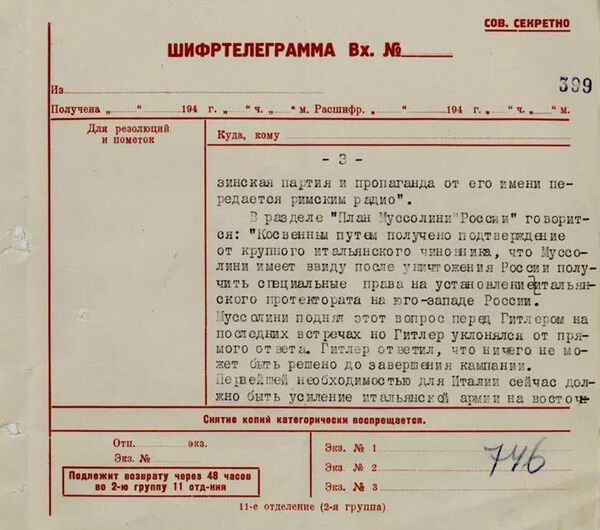 СОВ. СЕКРЕТНО
ШИФРТЕЛЕГРАММА Вх. №
399
Из
Получена „ “ 194 г. „ “ ч. „ “ м. Расшифр. „ “ 194 г. „ “ ч. „ “ м.
Для резолюций
и пометок
Куда, кому
- 3 -
зинская партия и пропаганда от его имени пе-
редается римским радио".
В разделе "План Муссолини "России" говорит-
ся: "Косвенным путем получено подтверждение
от крупного итальянского чиновника, что Муссо-
лини имеет ввиду после уничтожения России полу-
чить специальные права на установление итальян-
ского протектората на юго-западе России.
Муссолини поднял этот вопрос перед Гитлером на
последних встречах но Гитлер уклонялся от пря-
мого ответа. Гитлер ответил, что ничего не мо-
жет быть решено до завершения кампании.
Первейшей необходимостью для Италии сейчас дол-
жно быть усиление итальянской армии на восточ-
Снятие копий категорически воспрещается.
Отп. экз.
Экз. №
Подлежит возврату через 48 часов
во 2-ю группу 11 отд-ния
Экз. № 1
Экз. № 2
Экз. № 3
746
11-е отделение (2-я группа)